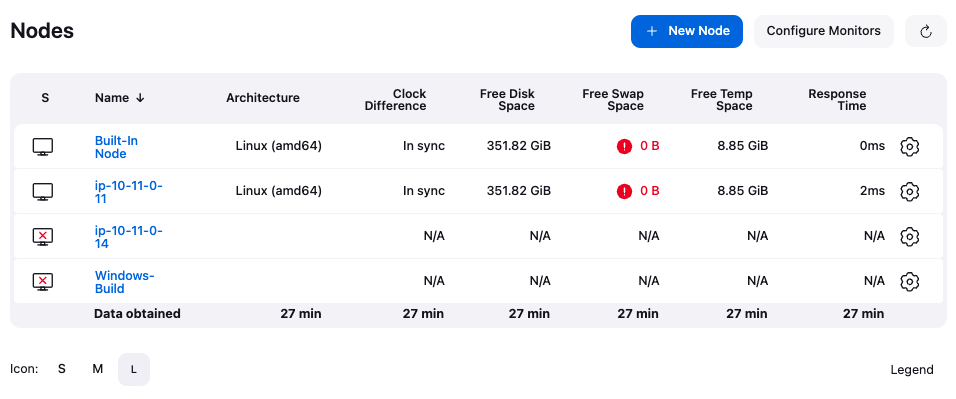 Nodes
+ New Node
Configure Monitors
S Name ↓ Architecture Clock Difference Free Disk Space Free Swap Space Free Temp Space Response Time
Built-In Node Linux (amd64) In sync 351.82 GiB 0 B 8.85 GiB 0ms
ip-10-11-0-11 Linux (amd64) In sync 351.82 GiB 0 B 8.85 GiB 2ms
ip-10-11-0-14 N/A N/A N/A N/A N/A
Windows-Build N/A N/A N/A N/A N/A
Data obtained 27 min 27 min 27 min 27 min 27 min 27 min
Icon: S M L
Legend